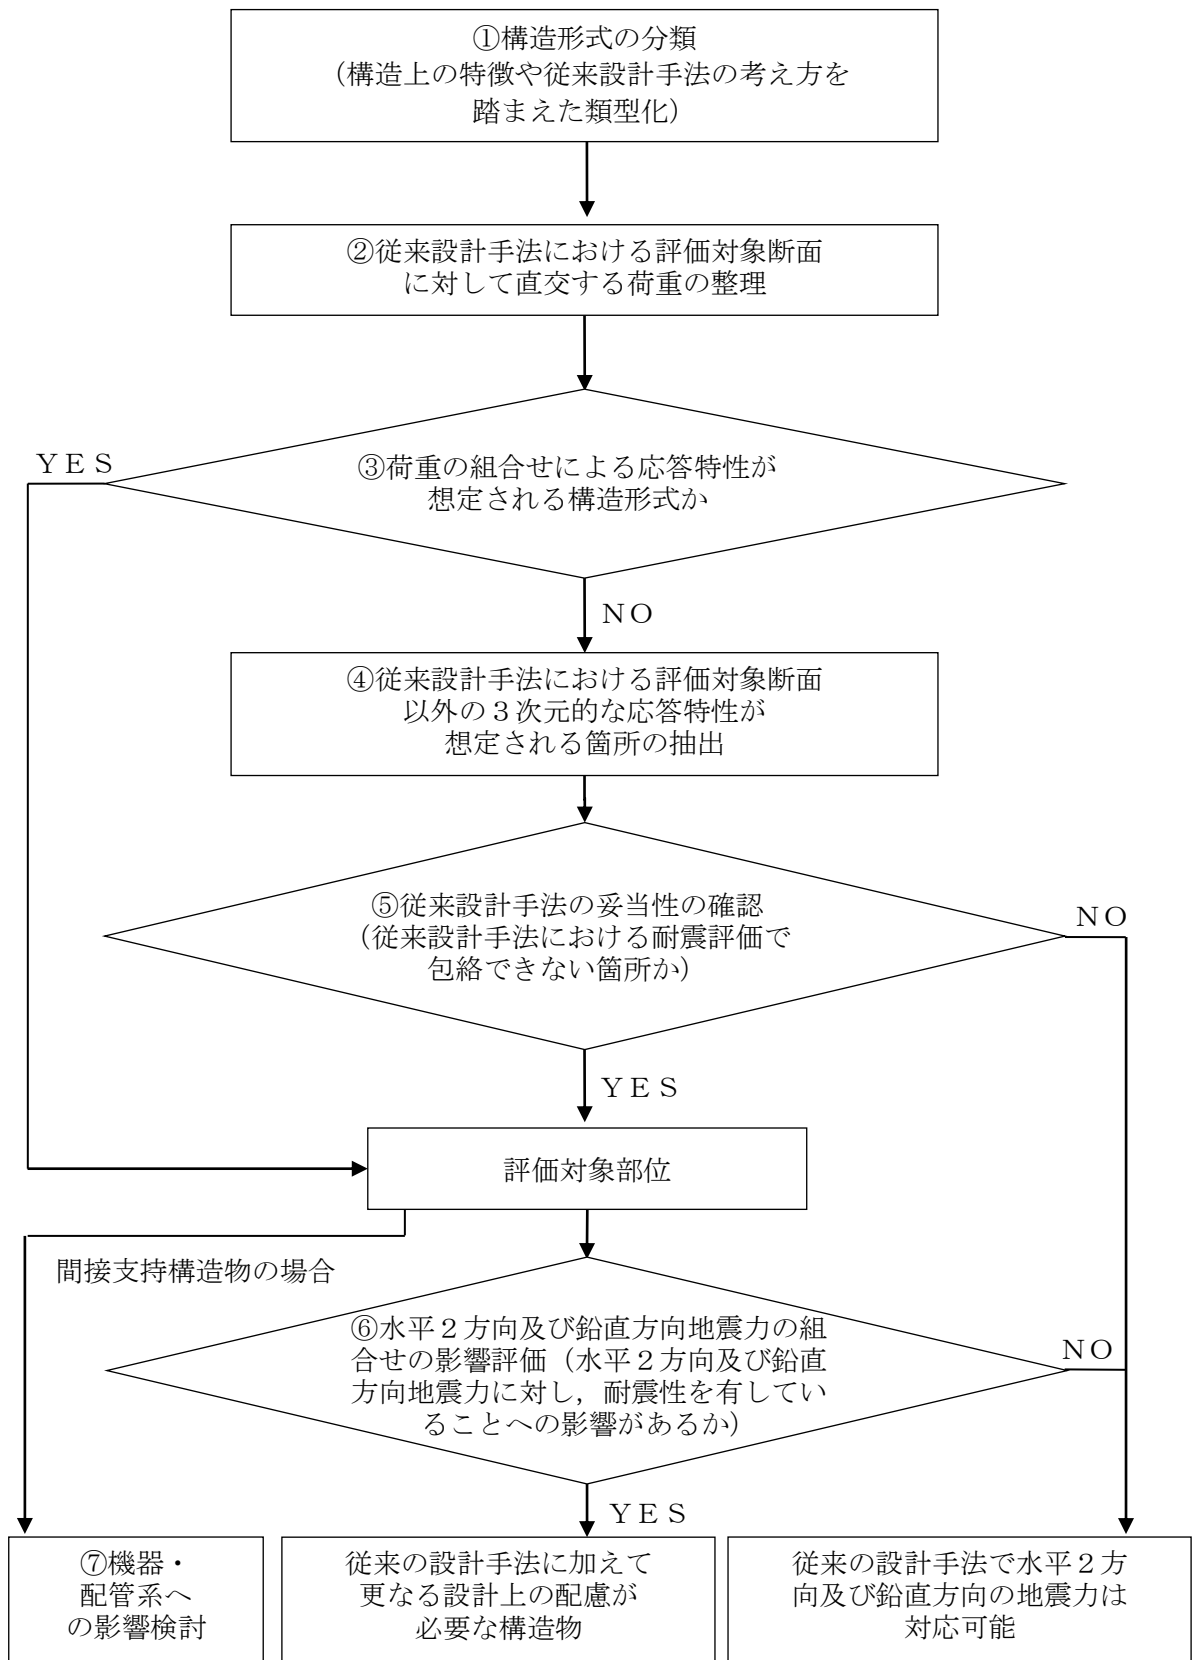 ①構造形式の分類
（構造上の特徴や従来設計手法の考え方を
踏まえた類型化）
②従来設計手法における評価対象断面
に対して直交する荷重の整理
ＹＥＳ
③荷重の組合せによる応答特性が
想定される構造形式か
ＮＯ
④従来設計手法における評価対象断面
以外の３次元的な応答特性が
想定される箇所の抽出
⑤従来設計手法の妥当性の確認
（従来設計手法における耐震評価で
包絡できない箇所か）
ＮＯ
ＹＥＳ
評価対象部位
間接支持構造物の場合
⑥水平２方向及び鉛直方向地震力の組
合せの影響評価（水平２方向及び鉛直
方向地震力に対し，耐震性を有してい
ることへの影響があるか）
ＮＯ
ＹＥＳ
⑦機器・
配管系へ
の影響検討
従来の設計手法に加えて
更なる設計上の配慮が
必要な構造物
従来の設計手法で水平２方
向及び鉛直方向の地震力は
対応可能